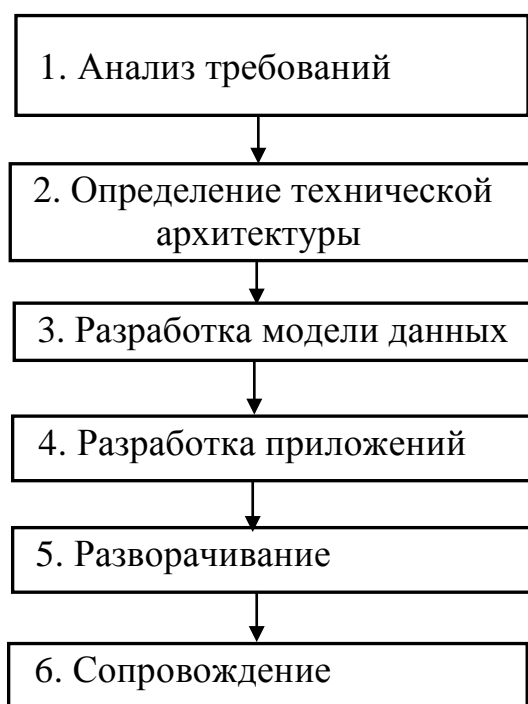 1. Анализ требований
2. Определение технической
архитектуры
3. Разработка модели данных
4. Разработка приложений
5. Разворачивание
6. Сопровождение